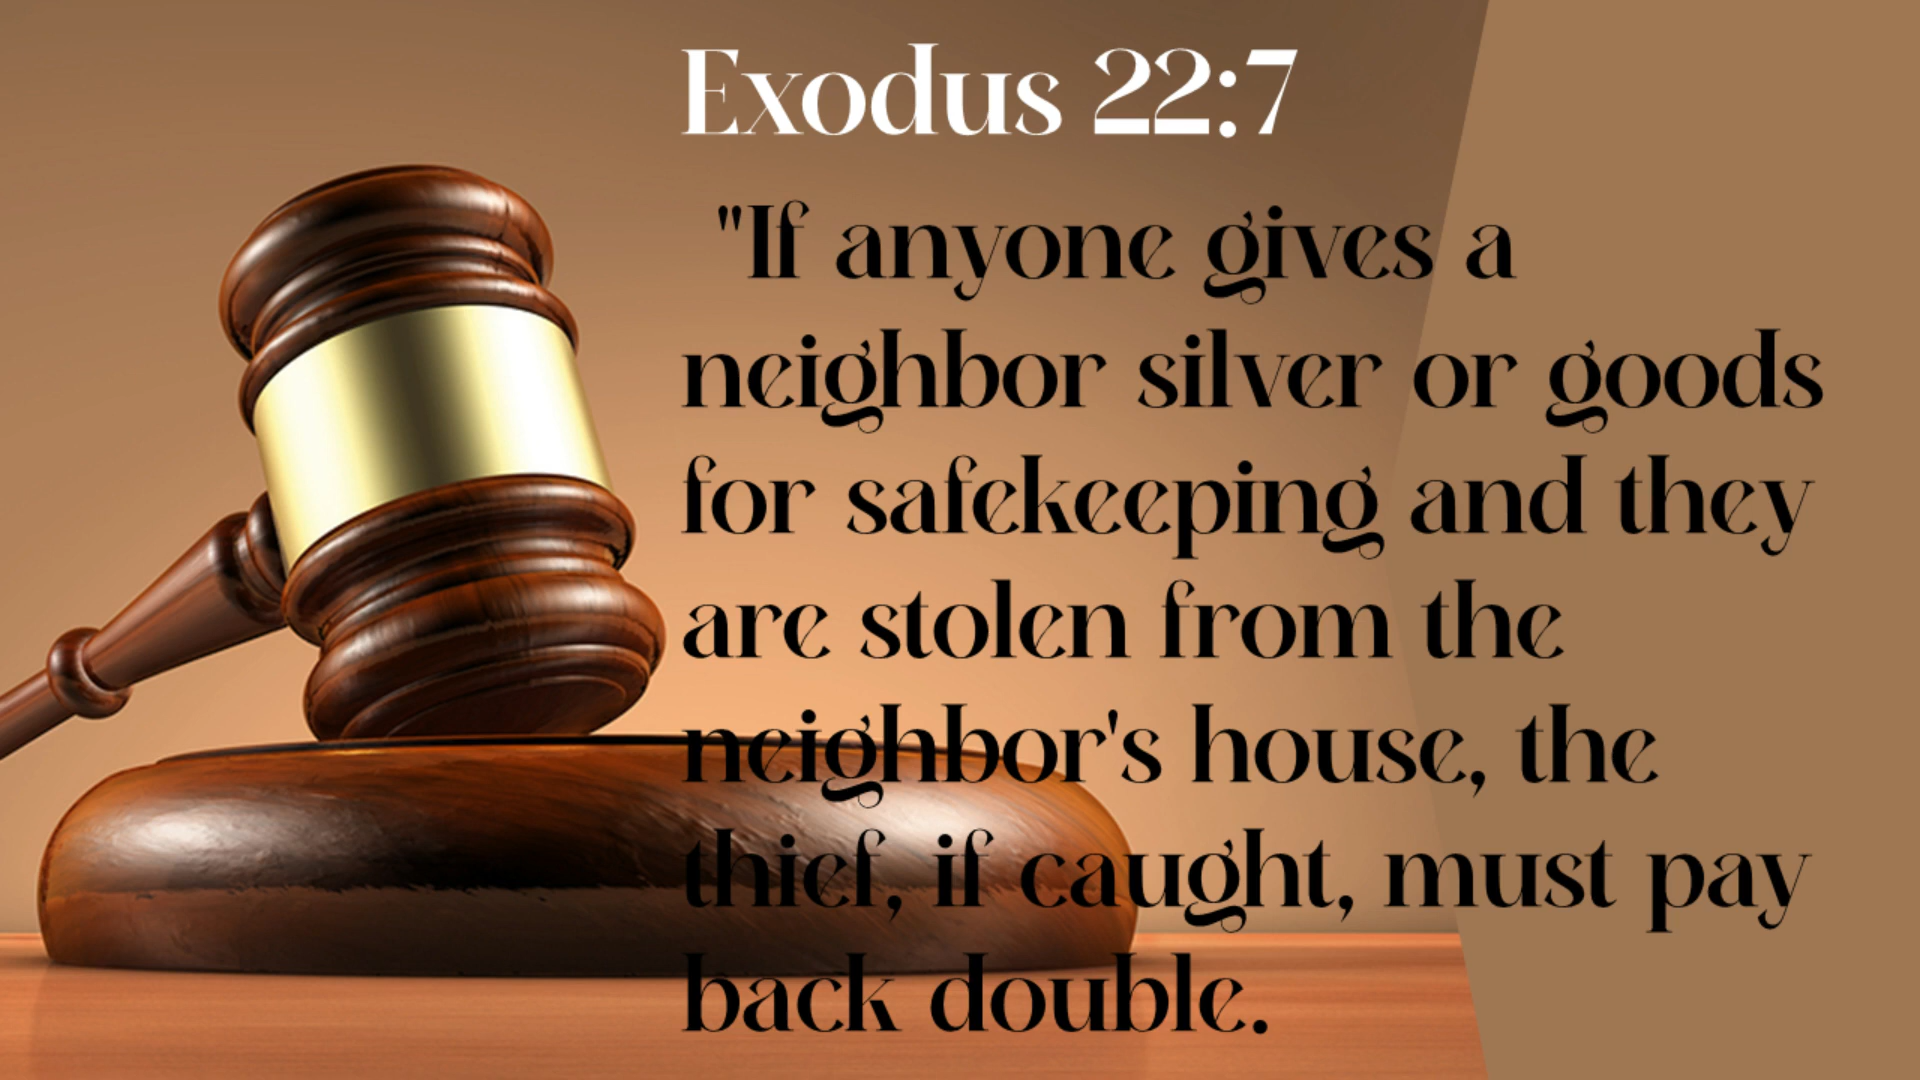 Exodus 22:7
"If anyone gives a
neighbor silver or goods
for safekeeping and they
are stolen from the
neighbor's house, the
thief, if caught, must pay
back double.